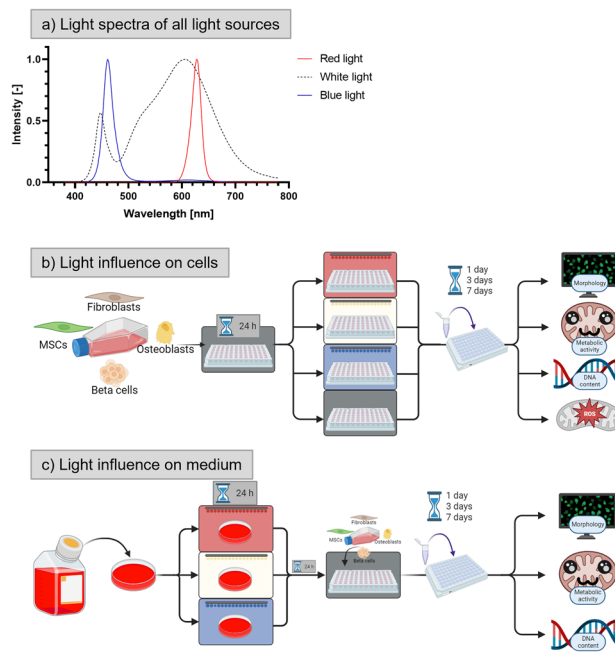 a) Light spectra of all light sources
Intensity [-]
1.0
0.5
0.0
400
500
600
700
800
Wavelength [nm]
Red light
White light
Blue light
b) Light influence on cells
Fibroblasts
MSCs
Osteoblasts
Beta cells
24 h
1 day
3 days
7 days
Morphology
Metabolic
activity
DNA
content
ROS
c) Light influence on medium
24 h
24 h
Fibroblasts
MSCs
Osteoblasts
Beta cells
1 day
3 days
7 days
Morphology
Metabolic
activity
DNA
content